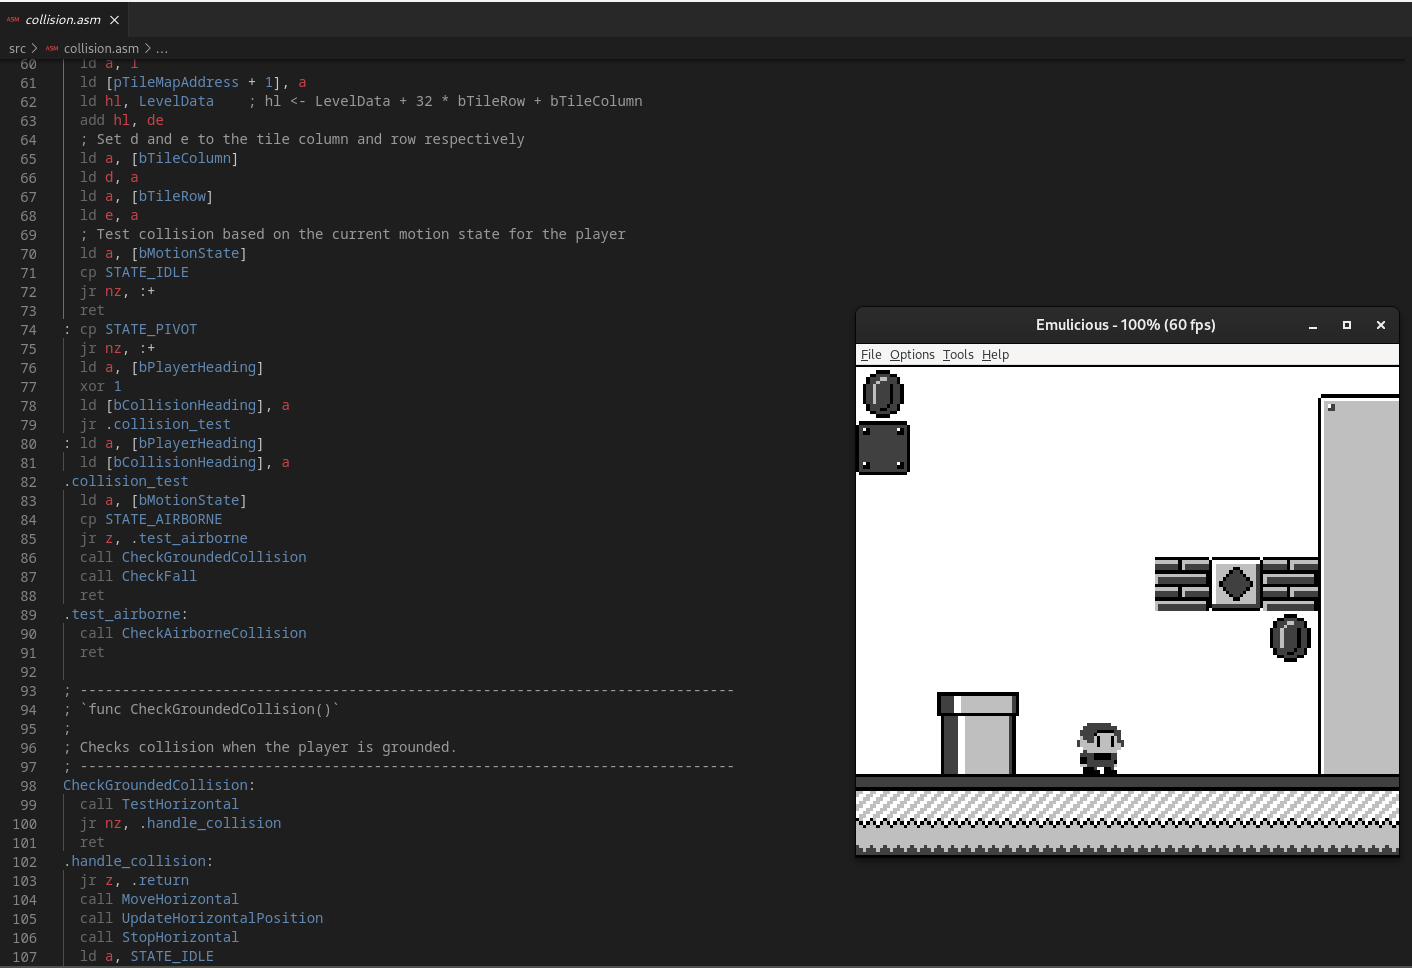 ASM collision.asm ×
src > ASM collision.asm > ...
60 ld a, l
61 ld [pTileMapAddress + 1], a
62 ld hl, LevelData ; hl <- LevelData + 32 * bTileRow + bTileColumn
63 add hl, de
64 ; Set d and e to the tile column and row respectively
65 ld a, [bTileColumn]
66 ld d, a
67 ld a, [bTileRow]
68 ld e, a
69 ; Test collision based on the current motion state for the player
70 ld a, [bMotionState]
71 cp STATE_IDLE
72 jr nz, :+
73 ret
74 : cp STATE_PIVOT
75 jr nz, :+
76 ld a, [bPlayerHeading]
77 xor 1
78 ld [bCollisionHeading], a
79 jr .collision_test
80 : ld a, [bPlayerHeading]
81 ld [bCollisionHeading], a
82 .collision_test
83 ld a, [bMotionState]
84 cp STATE_AIRBORNE
85 jr z, .test_airborne
86 call CheckGroundedCollision
87 call CheckFall
88 ret
89 .test_airborne:
90 call CheckAirborneCollision
91 ret
92
93 ; ------------------------------------------------------------------------------
94 ; `func CheckGroundedCollision()`
95 ;
96 ; Checks collision when the player is grounded.
97 ; ------------------------------------------------------------------------------
98 CheckGroundedCollision:
99 call TestHorizontal
100 jr nz, .handle_collision
101 ret
102 .handle_collision:
103 jr z, .return
104 call MoveHorizontal
105 call UpdateHorizontalPosition
106 call StopHorizontal
107 ld a, STATE_IDLE
Emulicious - 100% (60 fps)
File Options Tools Help